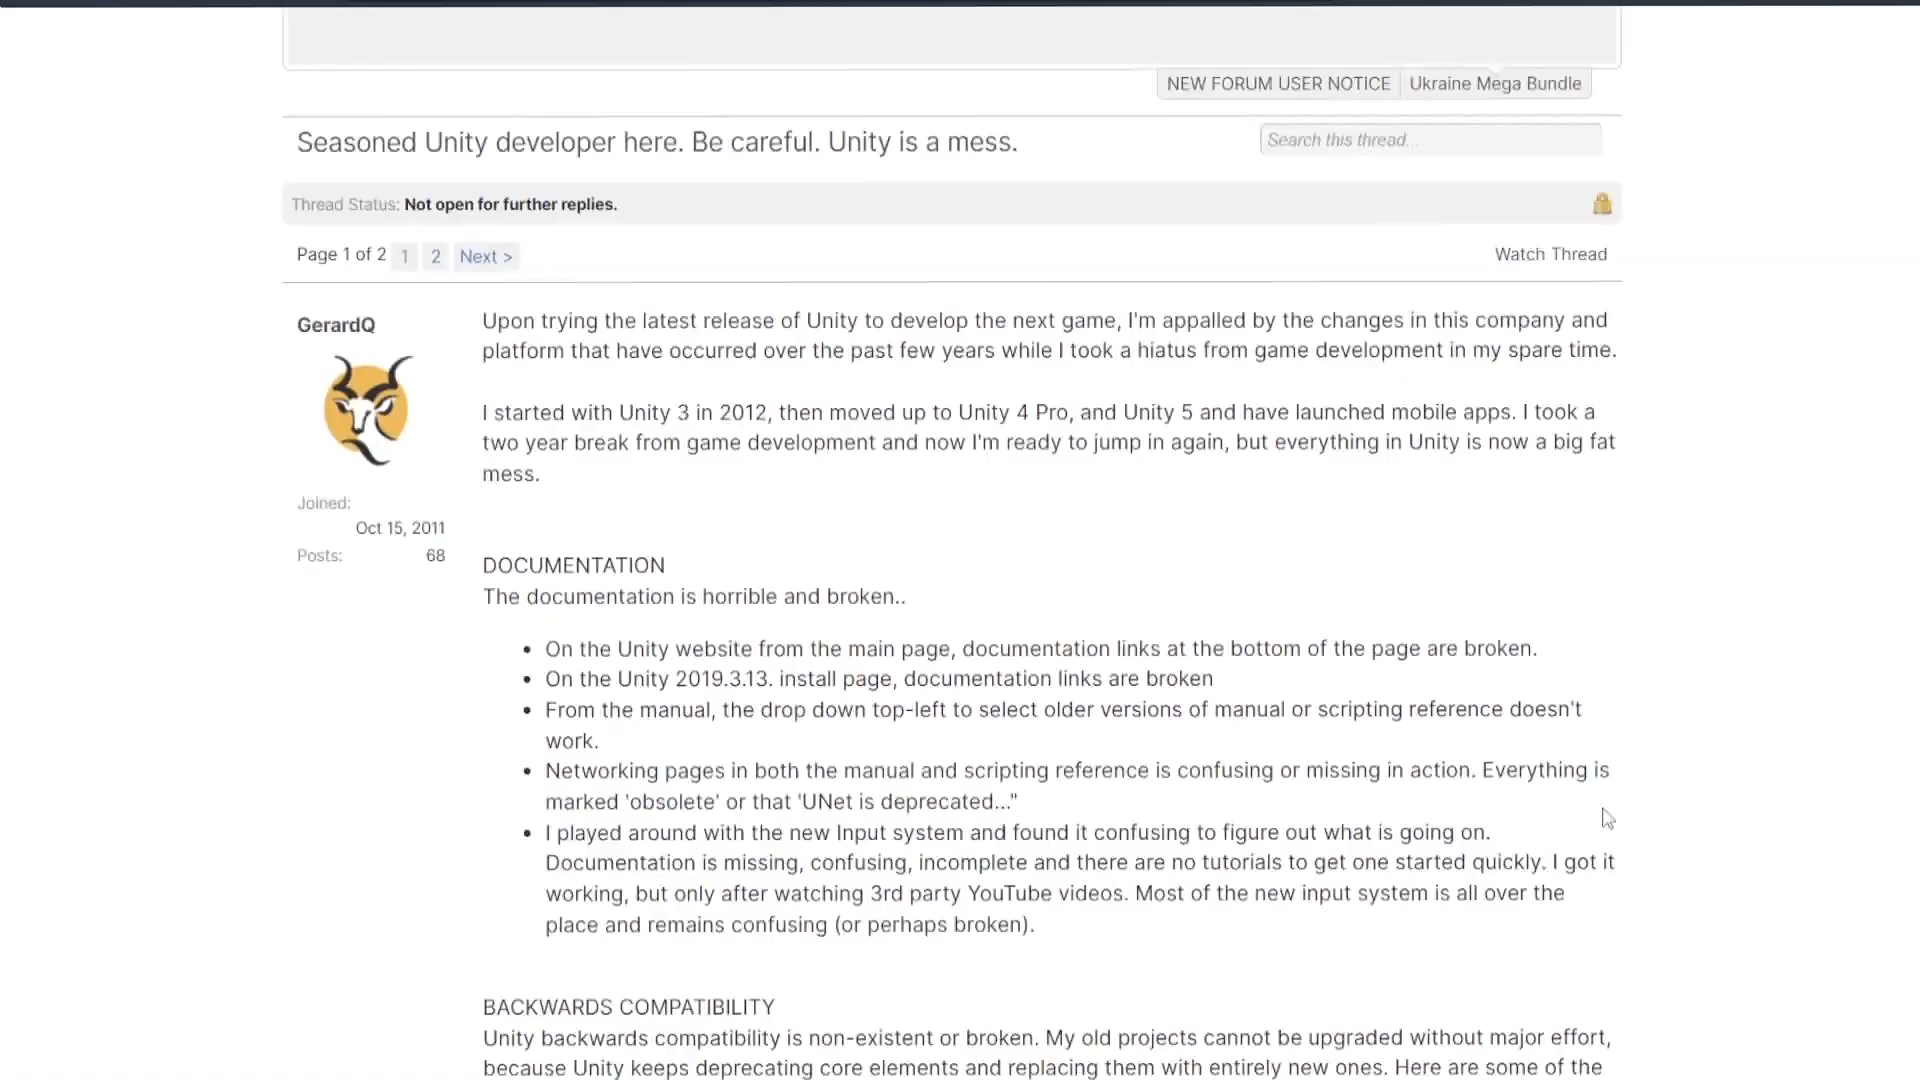 NEW FORUM USER NOTICE
Ukraine Mega Bundle
Seasoned Unity developer here. Be careful. Unity is a mess.
Search this thread...
Thread Status: Not open for further replies.
Page 1 of 2 1 2 Next >
Watch Thread
GerardQ
Joined:
Oct 15, 2011
Posts: 68
Upon trying the latest release of Unity to develop the next game, I'm appalled by the changes in this company and
platform that have occurred over the past few years while I took a hiatus from game development in my spare time.
I started with Unity 3 in 2012, then moved up to Unity 4 Pro, and Unity 5 and have launched mobile apps. I took a
two year break from game development and now I'm ready to jump in again, but everything in Unity is now a big fat
mess.
DOCUMENTATION
The documentation is horrible and broken..
• On the Unity website from the main page, documentation links at the bottom of the page are broken.
• On the Unity 2019.3.13. install page, documentation links are broken
• From the manual, the drop down top-left to select older versions of manual or scripting reference doesn't
work.
• Networking pages in both the manual and scripting reference is confusing or missing in action. Everything is
marked 'obsolete' or that 'UNet is deprecated..."
• I played around with the new Input system and found it confusing to figure out what is going on.
Documentation is missing, confusing, incomplete and there are no tutorials to get one started quickly. I got it
working, but only after watching 3rd party YouTube videos. Most of the new input system is all over the
place and remains confusing (or perhaps broken).
BACKWARDS COMPATIBILITY
Unity backwards compatibility is non-existent or broken. My old projects cannot be upgraded without major effort,
because Unity keeps deprecating core elements and replacing them with entirely new ones. Here are some of the